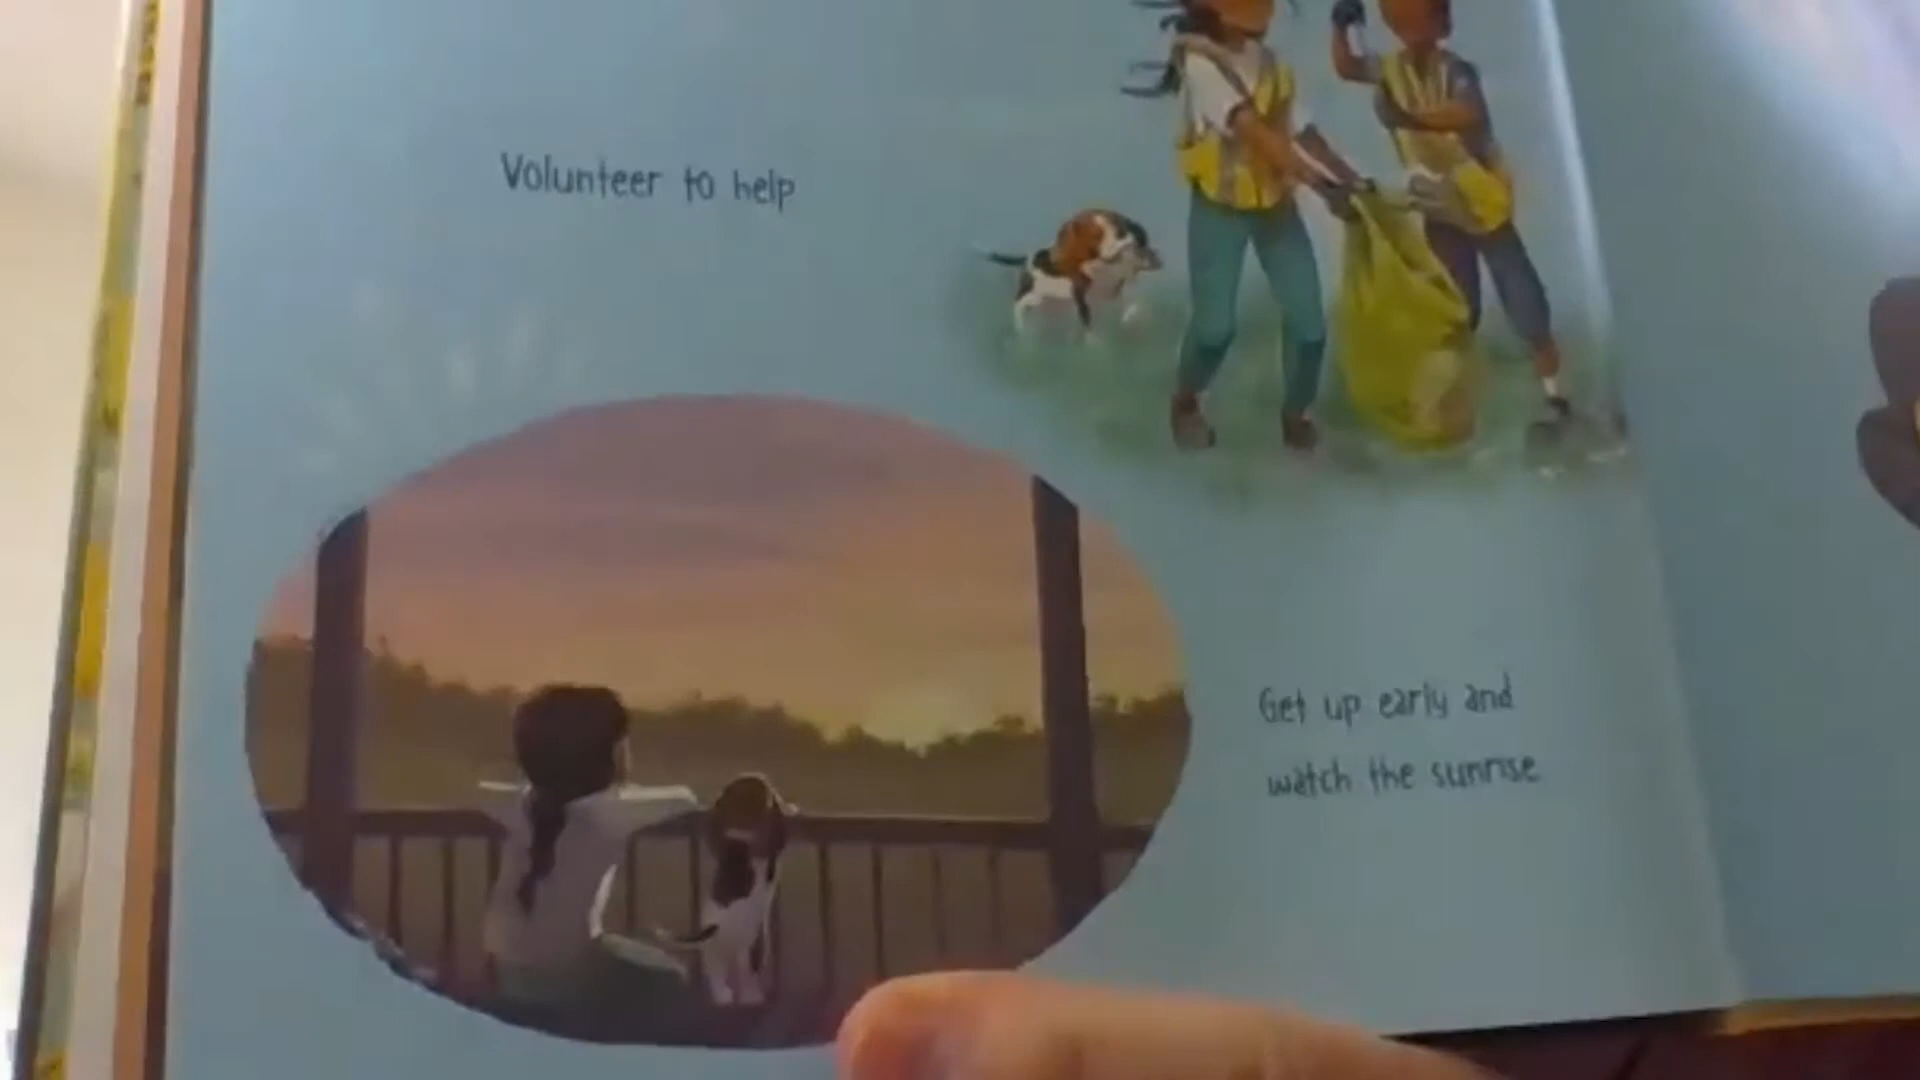 Volunteer to help
Get up early and
watch the sunrise